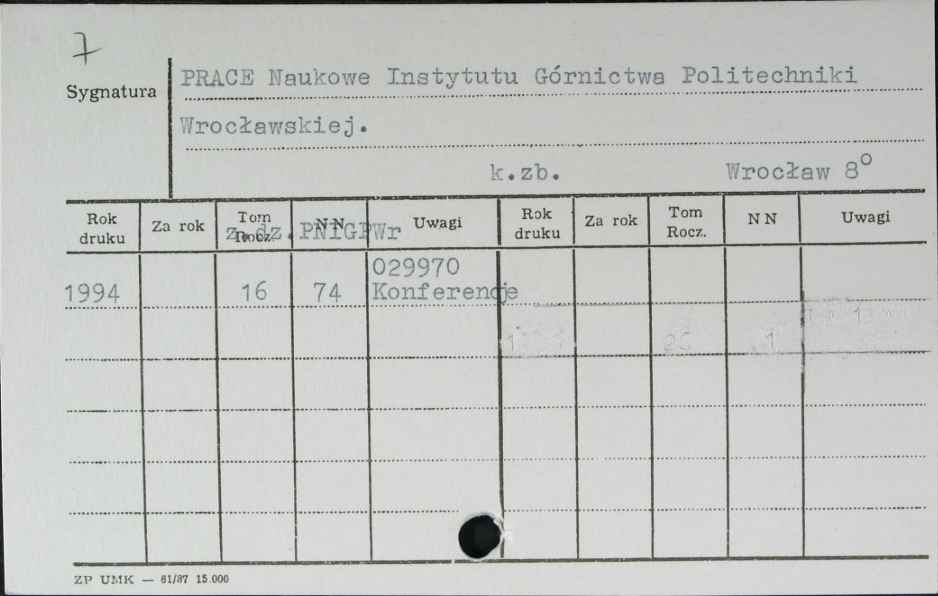 7
Sygnatura
PRACE Naukowe Instytutu Górnictwa Politechniki
Wrocławskiej.
k.zb. Wrocław 8°
Rok druku Za rok Tom Rocz. NN Uwagi Rok druku Za rok Tom Rocz. NN Uwagi
z.dz. PNIGPWr
029970
1994 16 74 Konferencje
ZP UMK — 61/87 15.000